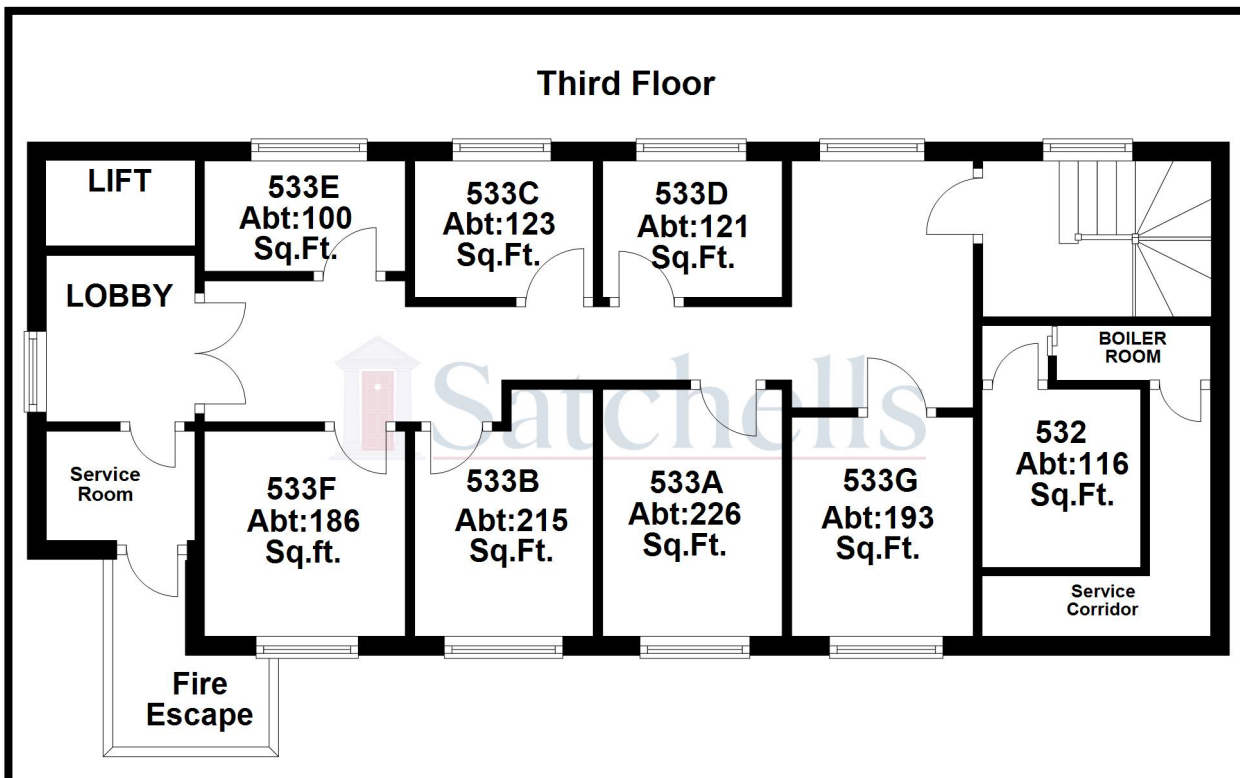 Third Floor
LIFT
533E
Abt:100
Sq.Ft.
533C
Abt:123
Sq.Ft.
533D
Abt:121
Sq.Ft.
LOBBY
BOILER
ROOM
Satchells
Service
Room
533F
Abt:186
Sq.ft.
533B
Abt:215
Sq.Ft.
533A
Abt:226
Sq.Ft.
533G
Abt:193
Sq.Ft.
532
Abt:116
Sq.Ft.
Service
Corridor
Fire
Escape